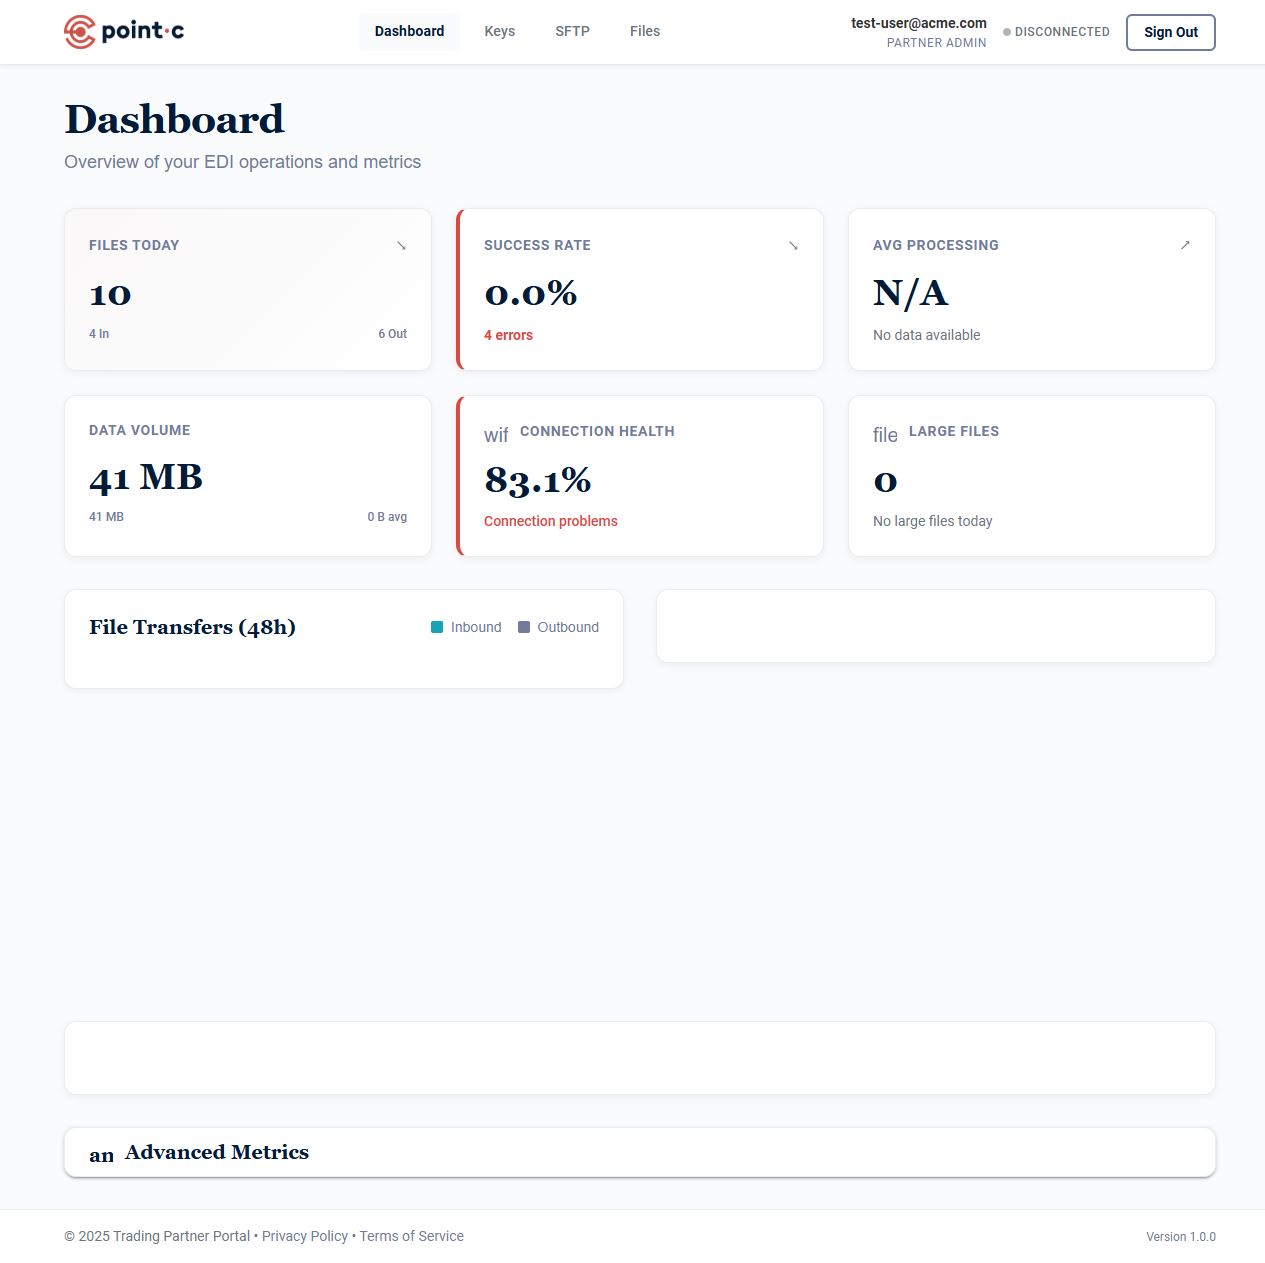 point·c
Dashboard
Keys
SFTP
Files
test-user@acme.com
PARTNER ADMIN
DISCONNECTED
Sign Out
Dashboard
Overview of your EDI operations and metrics
FILES TODAY ↘
10
4 In 6 Out
SUCCESS RATE ↘
0.0%
4 errors
AVG PROCESSING ↗
N/A
No data available
DATA VOLUME
41 MB
41 MB 0 B avg
wif CONNECTION HEALTH
83.1%
Connection problems
file LARGE FILES
0
No large files today
File Transfers (48h) Inbound Outbound
an Advanced Metrics
© 2025 Trading Partner Portal • Privacy Policy • Terms of Service
Version 1.0.0